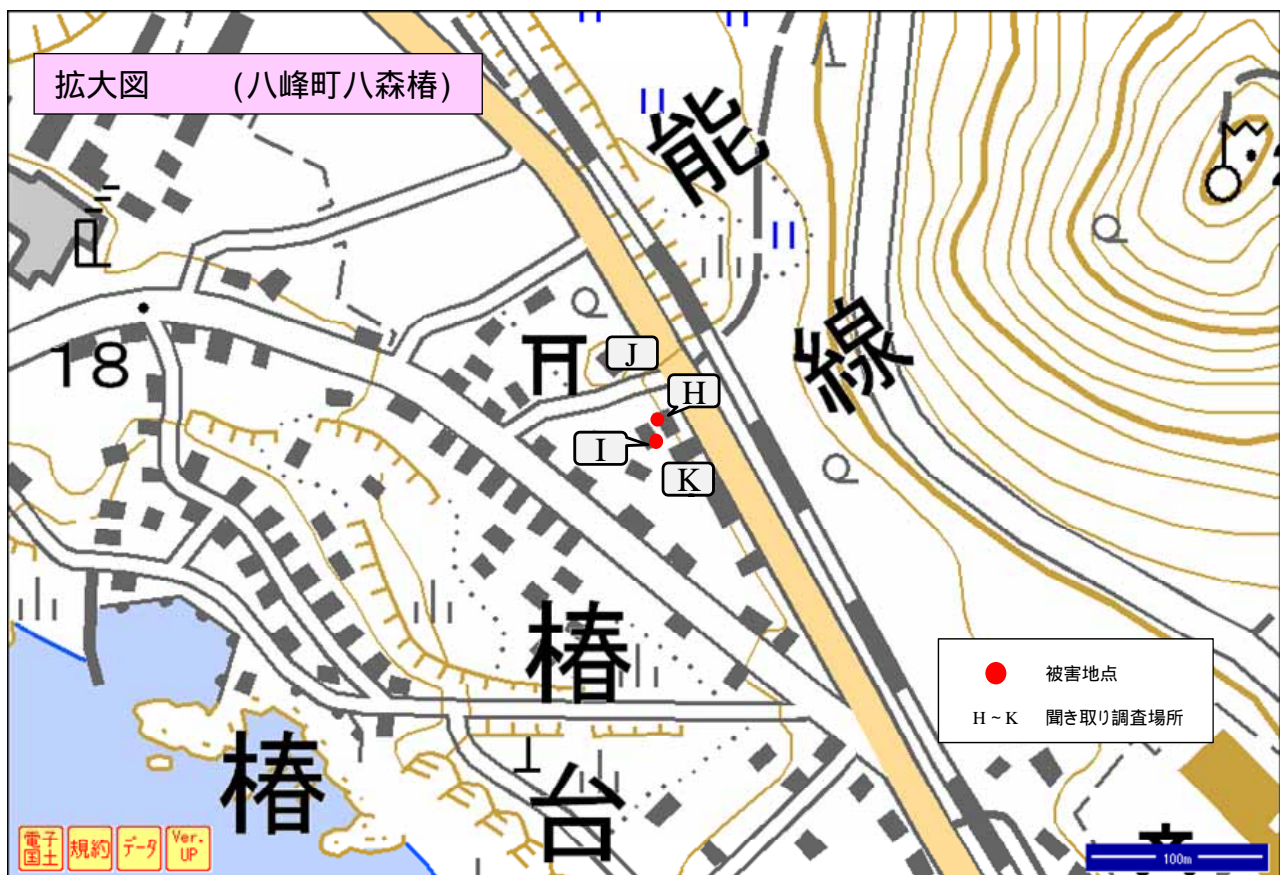 拡大図 (八峰町八森椿)
能
線
18
J
H
I
K
椿
台
椿
● 被害地点
H ~ K 聞き取り調査場所
電子国土
規約
データ
Ver.UP
100m